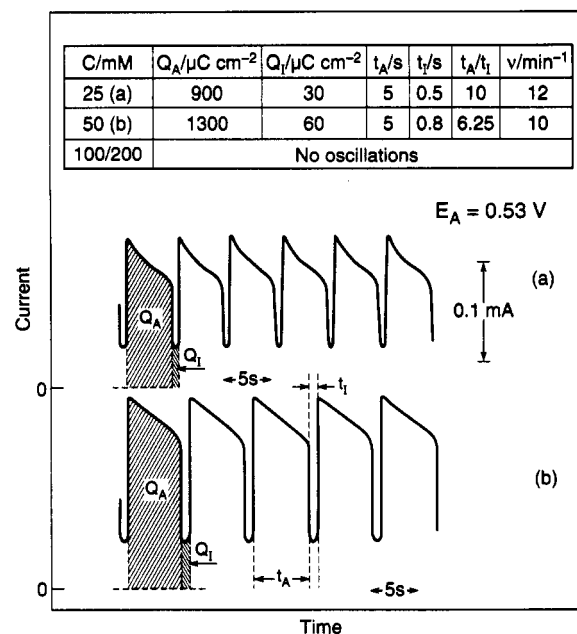 C/mM Q_A/µC cm⁻² Q_I/µC cm⁻² t_A/s t_I/s t_A/t_I v/min⁻¹
25 (a) 900 30 5 0.5 10 12
50 (b) 1300 60 5 0.8 6.25 10
100/200 No oscillations
E_A = 0.53 V
(a)
0.1 mA
Q_A
Q_I
5s
t_I
0
Current
(b)
Q_A
Q_I
t_A
5s
0
Time